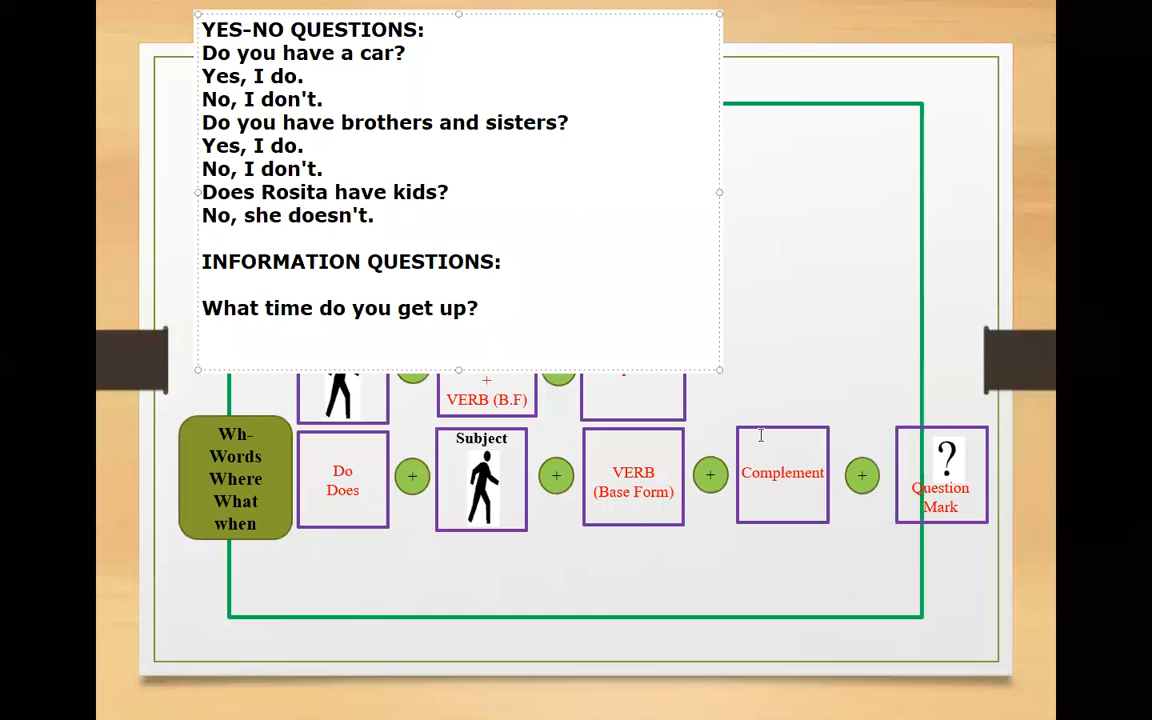 YES-NO QUESTIONS:
Do you have a car?
Yes, I do.
No, I don't.
Do you have brothers and sisters?
Yes, I do.
No, I don't.
Does Rosita have kids?
No, she doesn't.
INFORMATION QUESTIONS:
What time do you get up?
+
VERB (B.F)
Wh-
Words
Where
What
when
Do
Does
+
Subject
+
VERB
(Base Form)
+
Complement
+
?
Question
Mark